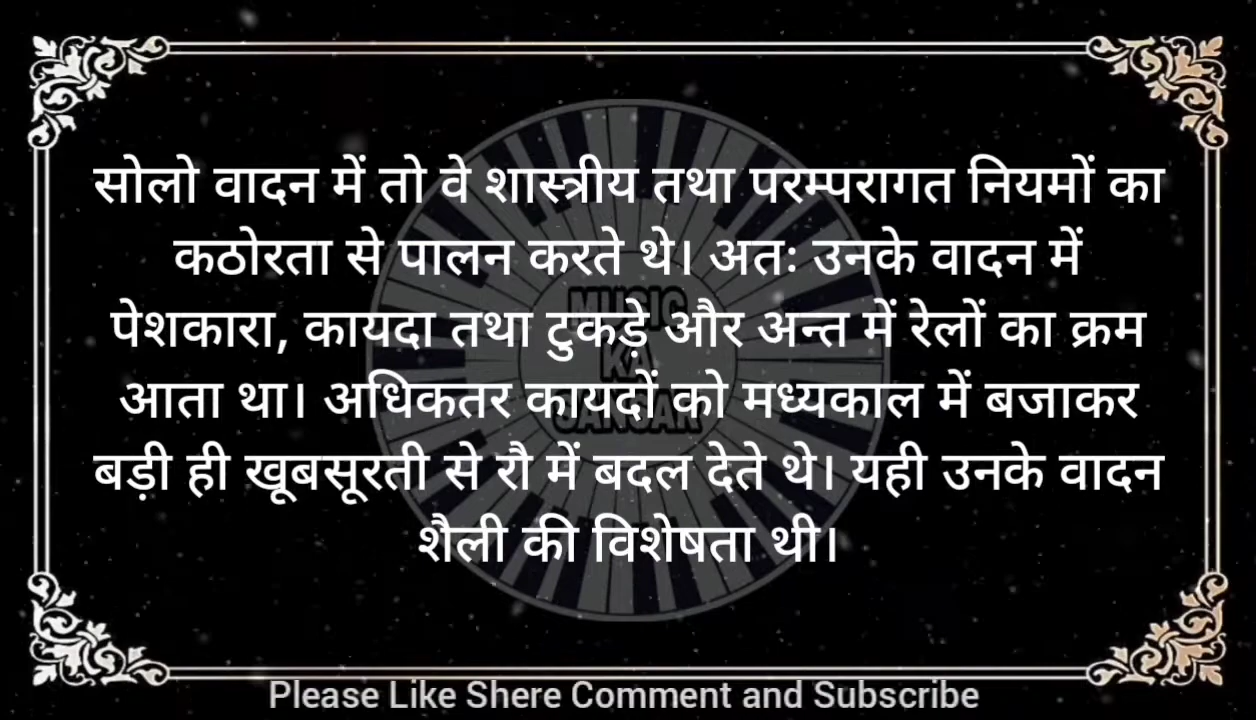 सोलो वादन में तो वे शास्त्रीय तथा परम्परागत नियमों का
कठोरता से पालन करते थे। अतः उनके वादन में
पेशकारा, कायदा तथा टुकड़े और अन्त में रेलों का क्रम
आता था। अधिकतर कायदों को मध्यकाल में बजाकर
बड़ी ही खूबसूरती से रौ में बदल देते थे। यही उनके वादन
शैली की विशेषता थी।
MUSIC
KA
Please Like Shere Comment and Subscribe